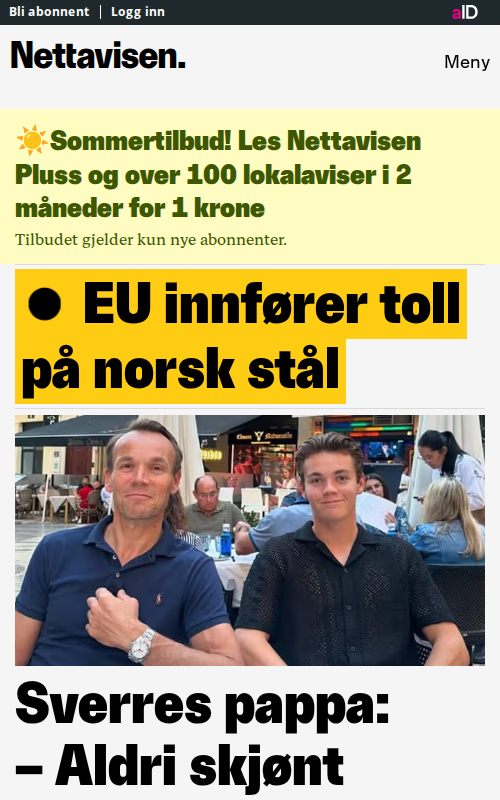 Bli abonnent
Logg inn
aID
Nettavisen.
Meny
☀️Sommertilbud! Les Nettavisen
Pluss og over 100 lokalaviser i 2
måneder for 1 krone
Tilbudet gjelder kun nye abonnenter.
● EU innfører toll
på norsk stål
Sverres pappa:
– Aldri skjønt